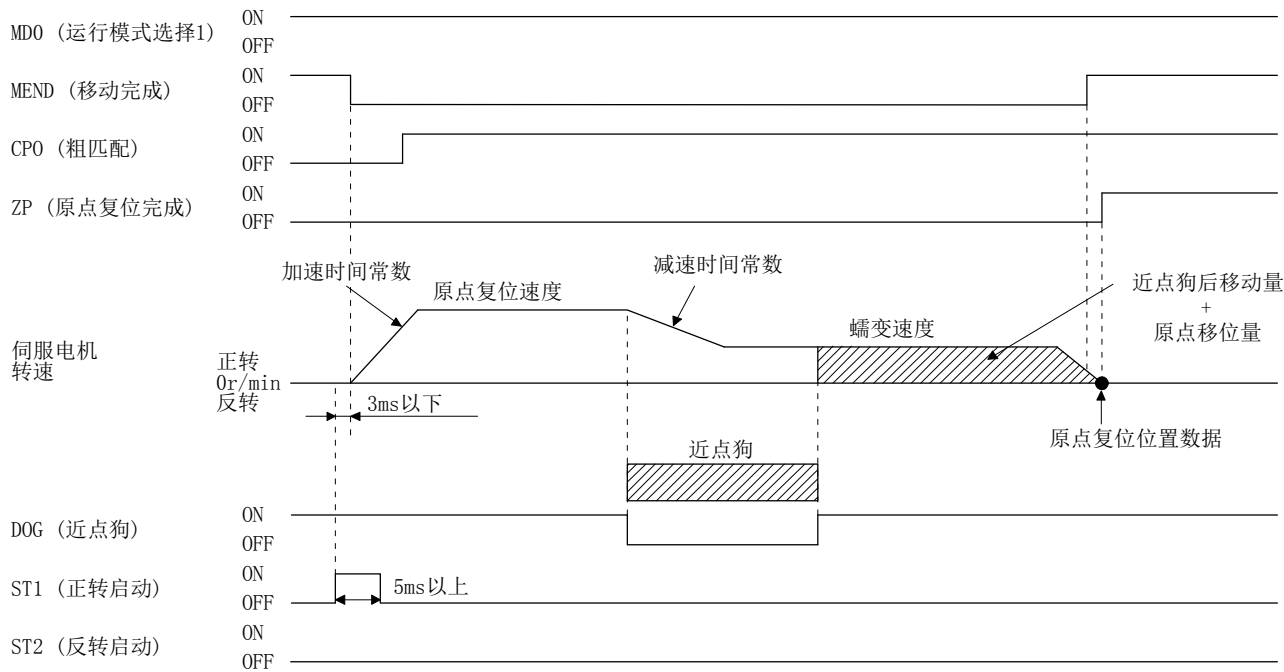 MD0 (运行模式选择1)
ON
OFF
MEND (移动完成)
ON
OFF
CPO (粗匹配)
ON
OFF
ZP (原点复位完成)
ON
OFF
加速时间常数
原点复位速度
减速时间常数
蠕变速度
近点狗后移动量
+
原点移位量
伺服电机
转速
正转
0r/min
反转
3ms以下
原点复位位置数据
近点狗
DOG (近点狗)
ON
OFF
ST1 (正转启动)
ON
OFF
5ms以上
ST2 (反转启动)
ON
OFF